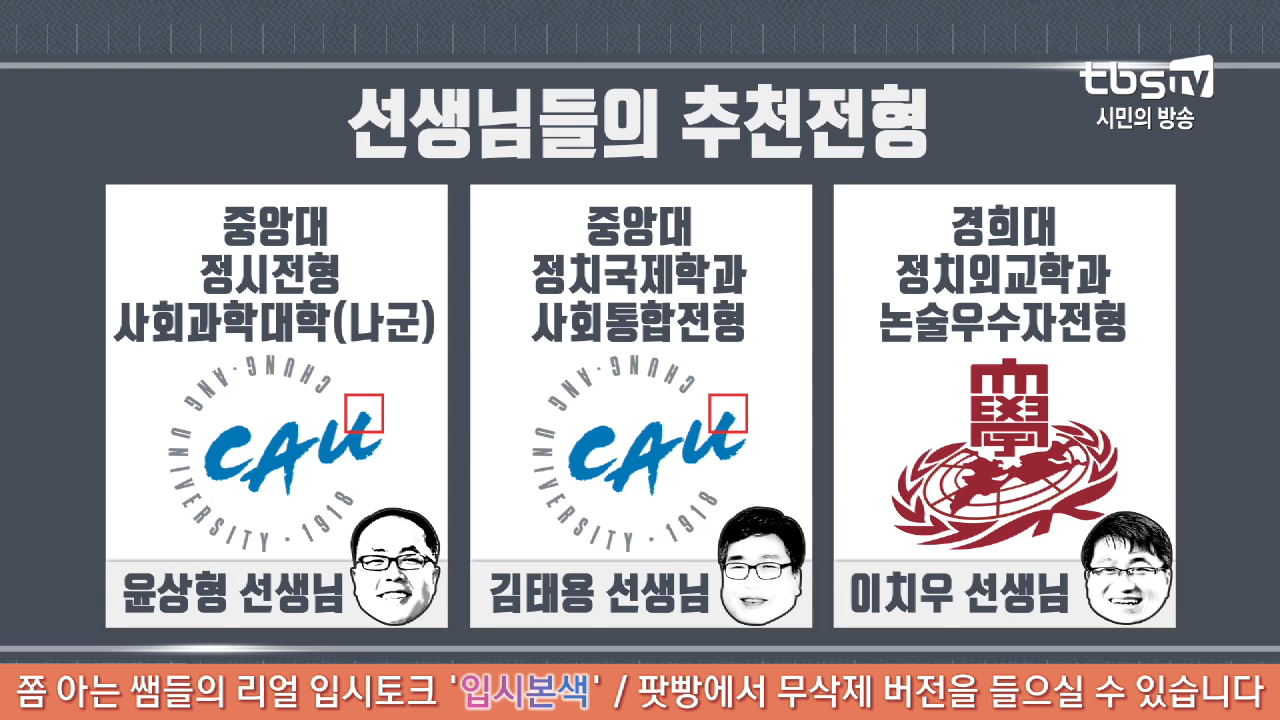 tbs TV
시민의 방송
선생님들의 추천전형
중앙대
정시전형
사회과학대학(나군)
CHUNG-ANG UNIVERSITY · 1918
CAU
윤상형 선생님
중앙대
정치국제학과
사회통합전형
CHUNG-ANG UNIVERSITY · 1918
CAU
김태용 선생님
경희대
정치외교학과
논술우수자전형
이치우 선생님
쫌 아는 쌤들의 리얼 입시토크 '입시본색' / 팟빵에서 무삭제 버전을 들으실 수 있습니다